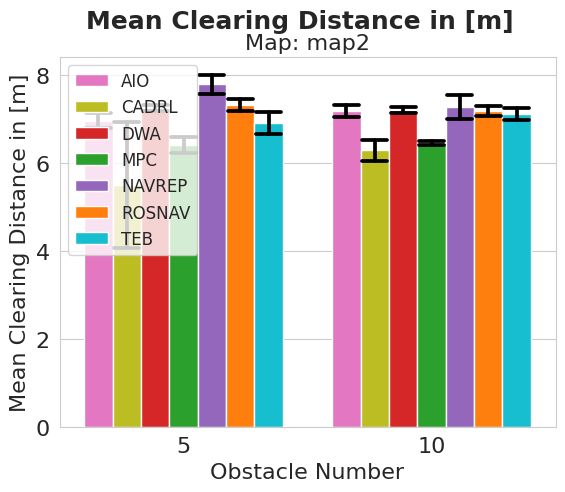 Mean Clearing Distance in [m]
Map: map2
Mean Clearing Distance in [m]
8
6
4
2
0
AIO
CADRL
DWA
MPC
NAVREP
ROSNAV
TEB
5
10
Obstacle Number